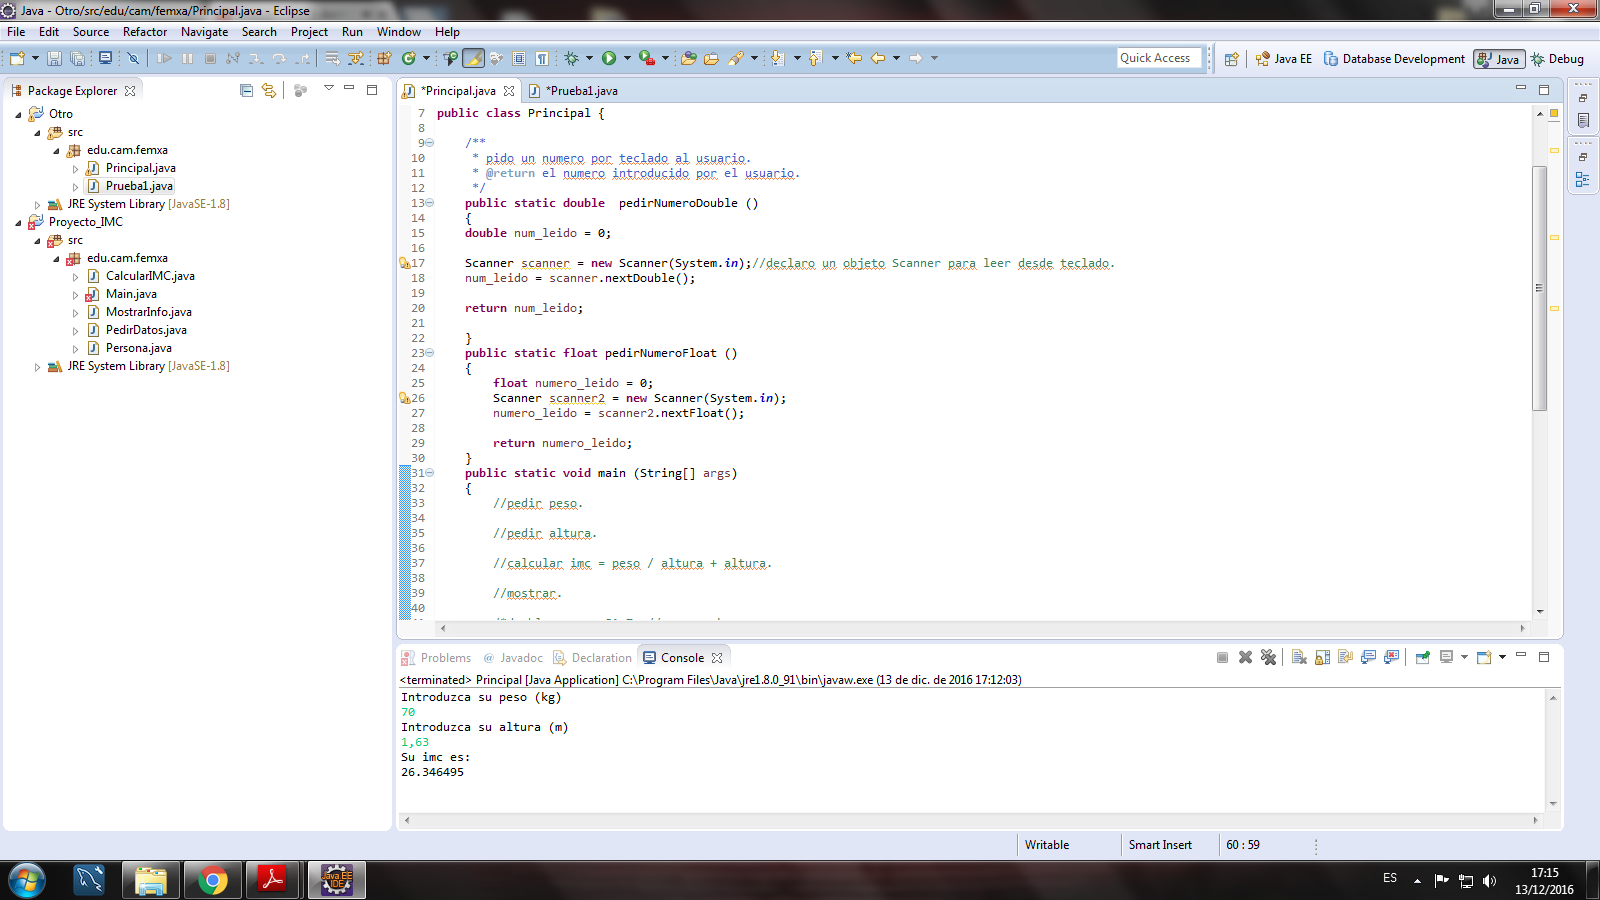 Java - Otro/src/edu/cam/femxa/Principal.java - Eclipse
File Edit Source Refactor Navigate Search Project Run Window Help
Quick Access
Java EE
Database Development
Java
Debug
Package Explorer
Otro
src
edu.cam.femxa
Principal.java
Prueba1.java
JRE System Library [JavaSE-1.8]
Proyecto_IMC
src
edu.cam.femxa
CalcularIMC.java
Main.java
MostrarInfo.java
PedirDatos.java
Persona.java
JRE System Library [JavaSE-1.8]
*Principal.java *Prueba1.java
7 public class Principal {
8
9 /**
10 * pido un numero por teclado al usuario.
11 * @return el numero introducido por el usuario.
12 */
13 public static double  pedirNumeroDouble ()
14 {
15 double num_leido = 0;
16
17 Scanner scanner = new Scanner(System.in);//declaro un objeto Scanner para leer desde teclado.
18 num_leido = scanner.nextDouble();
19
20 return num_leido;
21
22 }
23 public static float pedirNumeroFloat ()
24 {
25 float numero_leido = 0;
26 Scanner scanner2 = new Scanner(System.in);
27 numero_leido = scanner2.nextFloat();
28
29 return numero_leido;
30 }
31 public static void main (String[] args)
32 {
33 //pedir peso.
34
35 //pedir altura.
36
37 //calcular imc = peso / altura + altura.
38
39 //mostrar.
40
Problems @ Javadoc Declaration Console
<terminated> Principal [Java Application] C:\Program Files\Java\jre1.8.0_91\bin\javaw.exe (13 de dic. de 2016 17:12:03)
Introduzca su peso (kg)
70
Introduzca su altura (m)
1,63
Su imc es:
26.346495
Writable
Smart Insert
60 : 59
Java EE
IDE
ES
17:15
13/12/2016